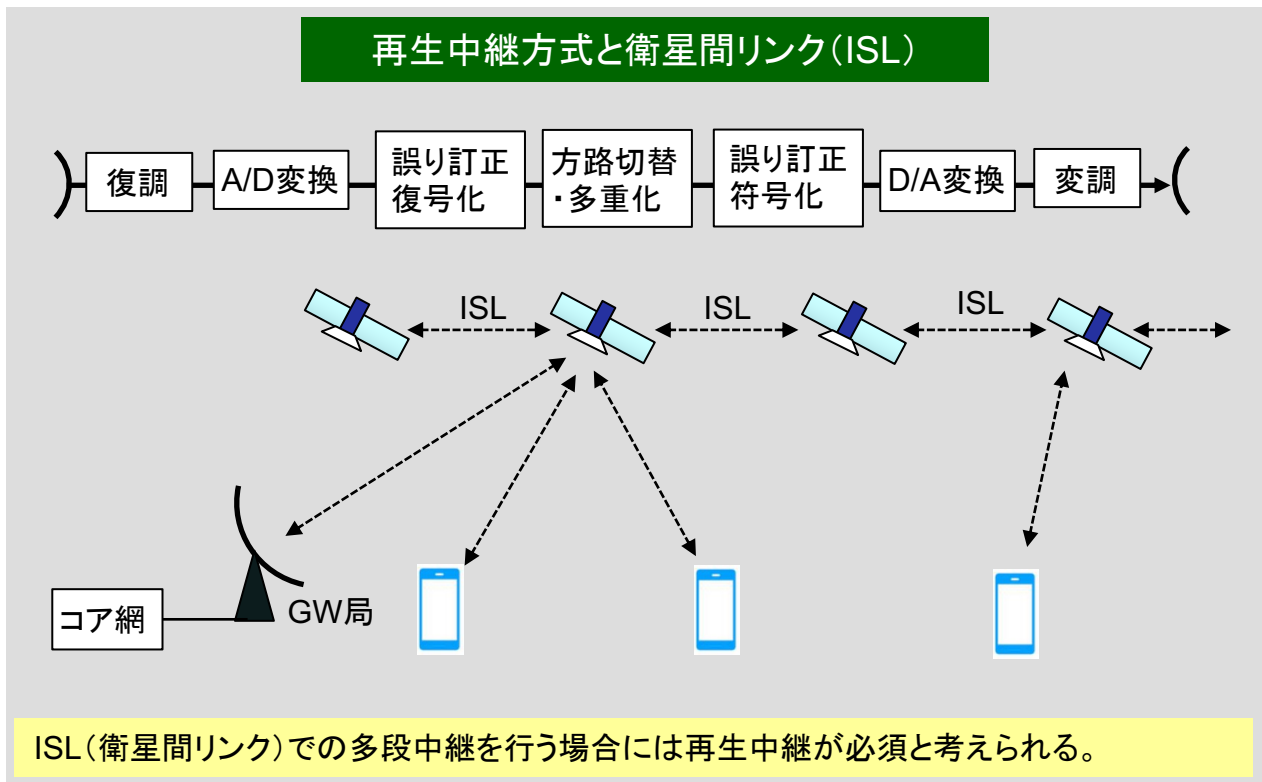 再生中継方式と衛星間リンク(ISL)
復調
A/D変換
誤り訂正
復号化
方路切替
・多重化
誤り訂正
符号化
D/A変換
変調
ISL
ISL
ISL
コア網
GW局
ISL(衛星間リンク)での多段中継を行う場合には再生中継が必須と考えられる。